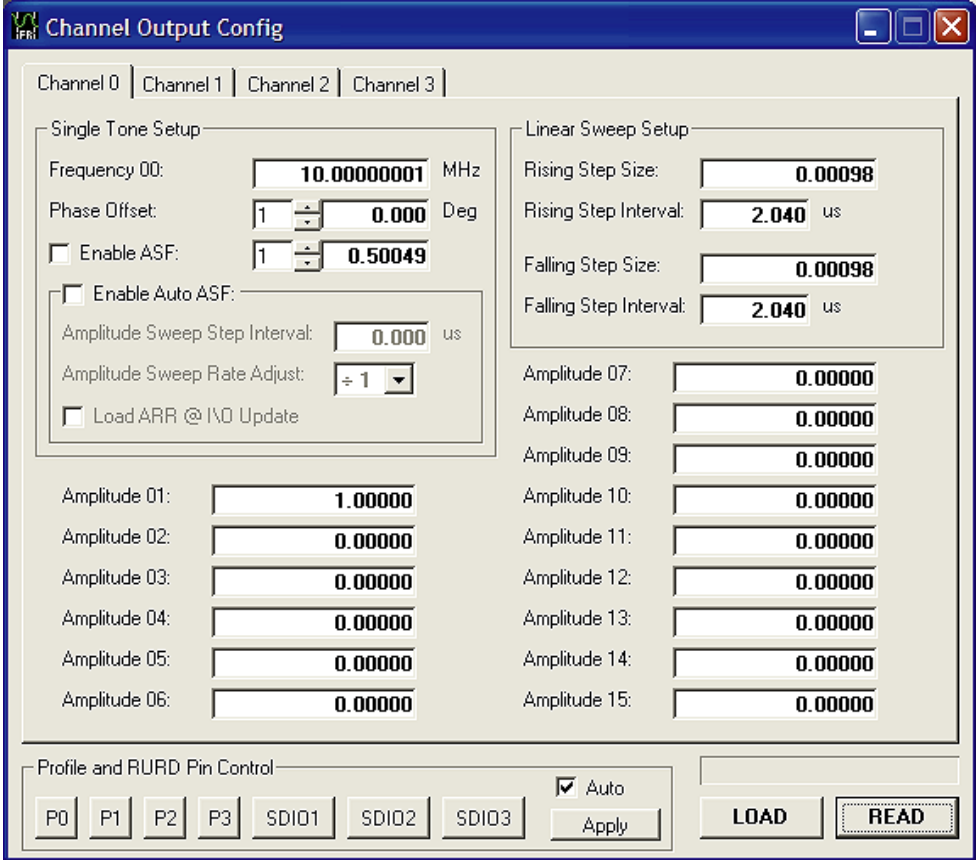 Channel Output Config
Channel 0 Channel 1 Channel 2 Channel 3
Single Tone Setup
Frequency 00: 10.00000001 MHz
Phase Offset: 1 0.000 Deg
Enable ASF: 1 0.50049
Enable Auto ASF:
Amplitude Sweep Step Interval: 0.000 us
Amplitude Sweep Rate Adjust: ÷ 1
Load ARR @ I\O Update
Amplitude 01: 1.00000
Amplitude 02: 0.00000
Amplitude 03: 0.00000
Amplitude 04: 0.00000
Amplitude 05: 0.00000
Amplitude 06: 0.00000
Linear Sweep Setup
Rising Step Size: 0.00098
Rising Step Interval: 2.040 us
Falling Step Size: 0.00098
Falling Step Interval: 2.040 us
Amplitude 07: 0.00000
Amplitude 08: 0.00000
Amplitude 09: 0.00000
Amplitude 10: 0.00000
Amplitude 11: 0.00000
Amplitude 12: 0.00000
Amplitude 13: 0.00000
Amplitude 14: 0.00000
Amplitude 15: 0.00000
Profile and RURD Pin Control
P0 P1 P2 P3 SDIO1 SDIO2 SDIO3
Auto
Apply
LOAD READ